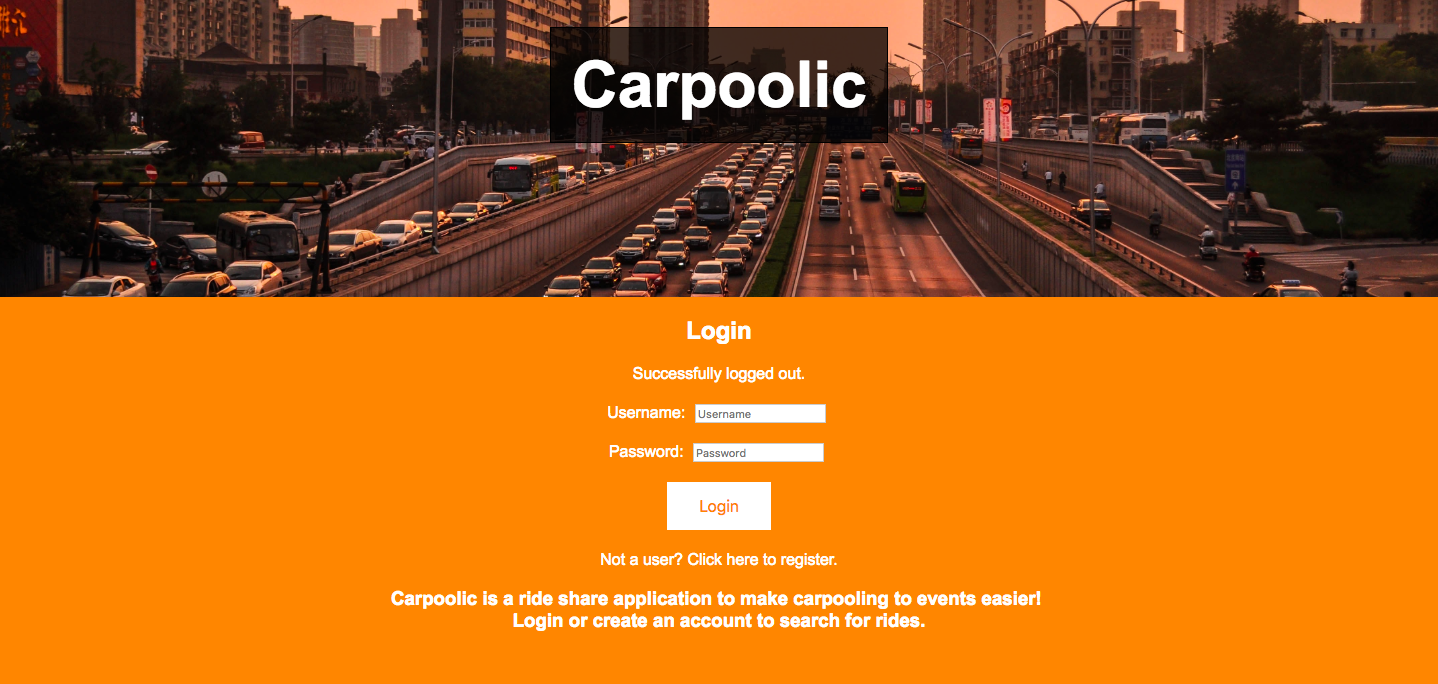 Carpoolic
Login
Successfully logged out.
Username: Username
Password: Password
Login
Not a user? Click here to register.
Carpoolic is a ride share application to make carpooling to events easier!
Login or create an account to search for rides.